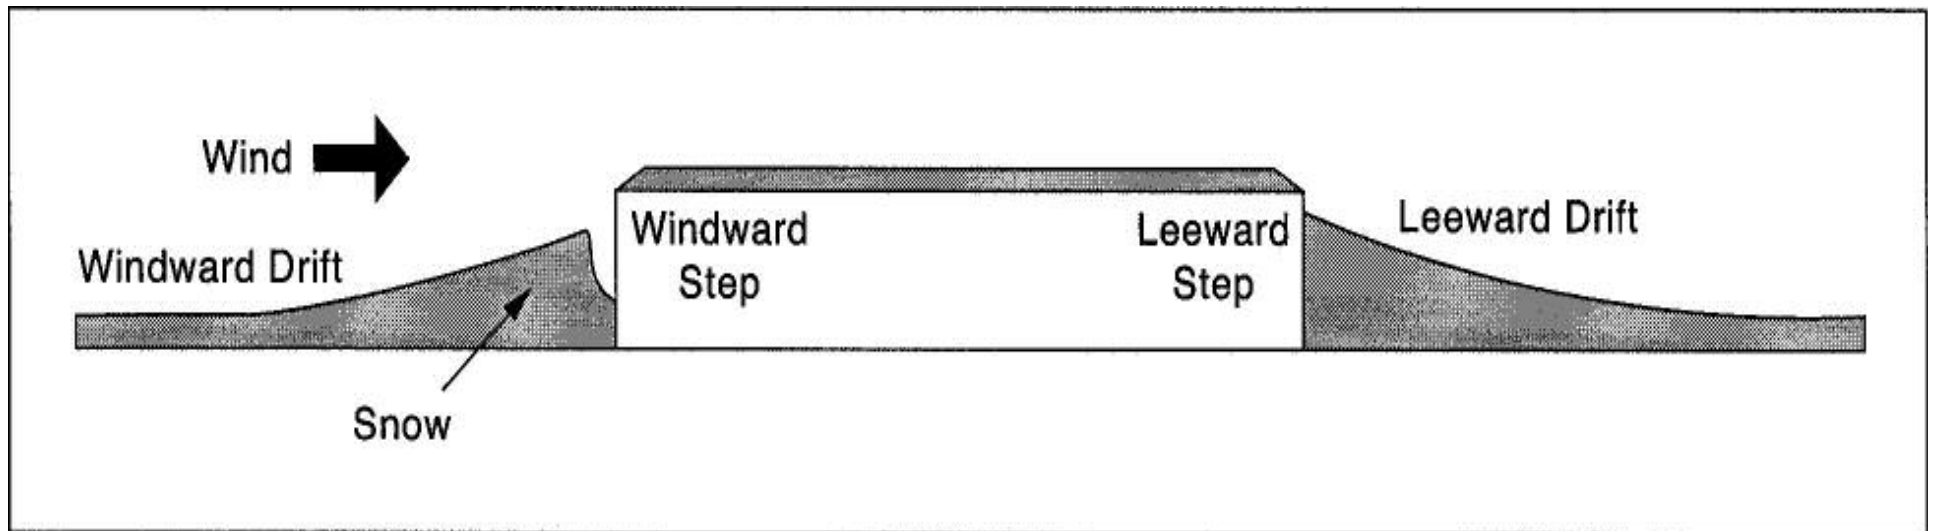 Wind
Windward
Step
Leeward
Step
Leeward Drift
Windward Drift
Snow